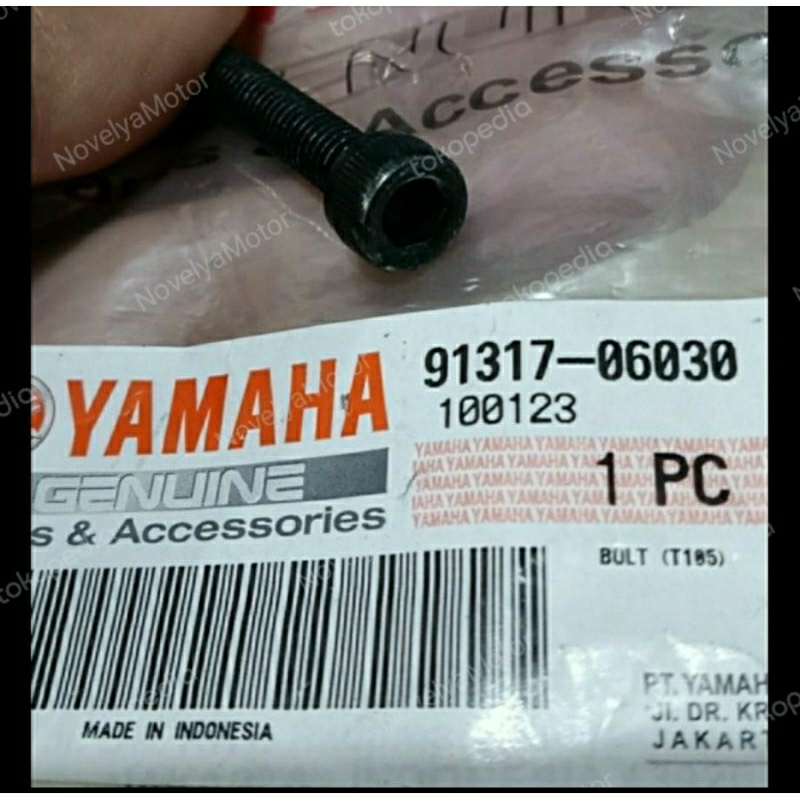 Accesso
91317-06030
100123
YAMAHA
GENUINE
s & Accessories
1 PC
BOLT (T105)
MADE IN INDONESIA
PT. YAMAH
Jl. DR. KR
JAKART
NovelyaMotor
tokopedia